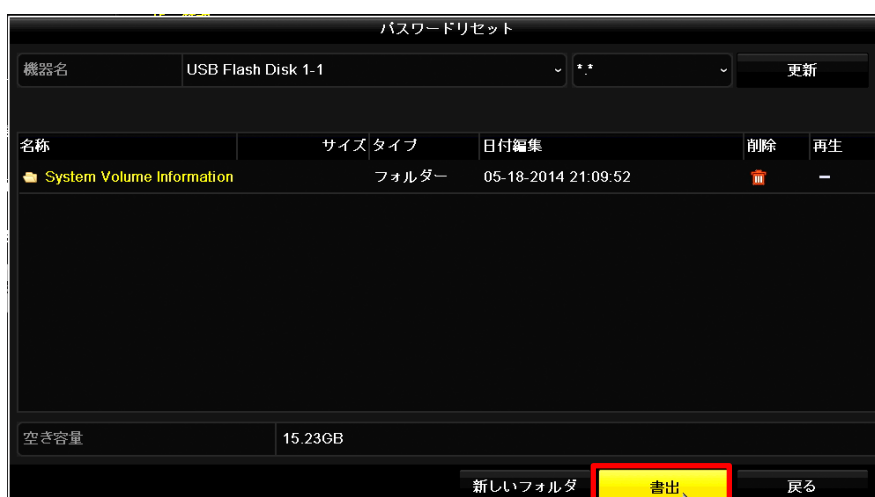 パスワードリセット
機器名 USB Flash Disk 1-1 *.* 更新
名称 サイズ タイプ 日付編集 削除 再生
System Volume Information フォルダー 05-18-2014 21:09:52 –
空き容量 15.23GB
新しいフォルダ 書出 戻る